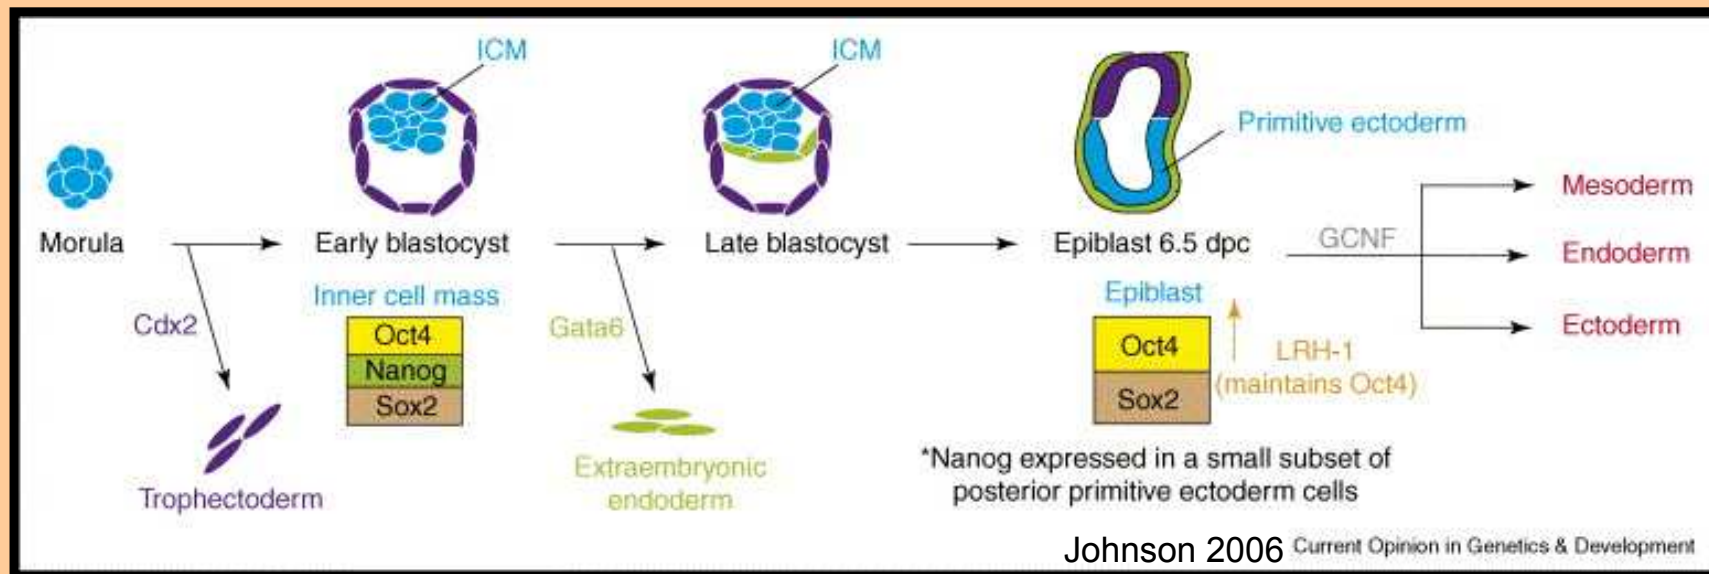 ICM
ICM
Primitive ectoderm
Morula
Early blastocyst
Late blastocyst
Epiblast 6.5 dpc
GCNF
Mesoderm
Endoderm
Ectoderm
Cdx2
Inner cell mass
Oct4
Nanog
Sox2
Gata6
Epiblast
Oct4
Sox2
LRH-1
(maintains Oct4)
Trophectoderm
Extraembryonic
endoderm
*Nanog expressed in a small subset of
posterior primitive ectoderm cells
Johnson 2006 Current Opinion in Genetics & Development